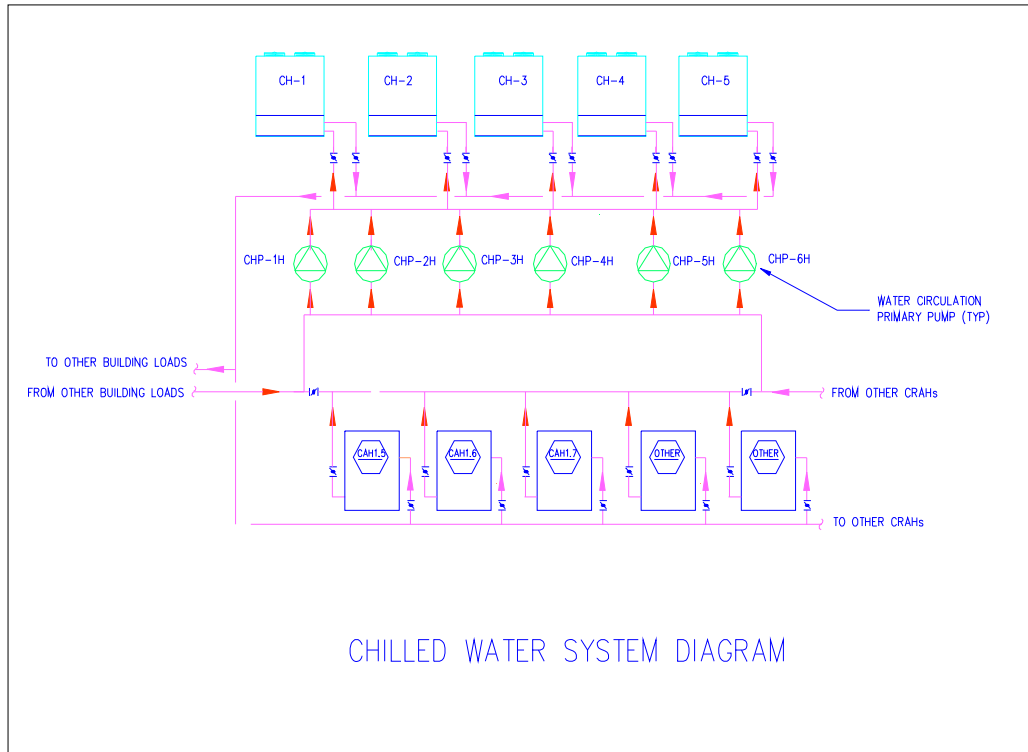 CH-1
CH-2
CH-3
CH-4
CH-5
CHP-1H
CHP-2H
CHP-3H
CHP-4H
CHP-5H
CHP-6H
WATER CIRCULATION
PRIMARY PUMP (TYP)
TO OTHER BUILDING LOADS
FROM OTHER BUILDING LOADS
FROM OTHER CRAHs
CAH1.5
CAH1.6
CAH1.7
OTHER
OTHER
TO OTHER CRAHs
CHILLED WATER SYSTEM DIAGRAM